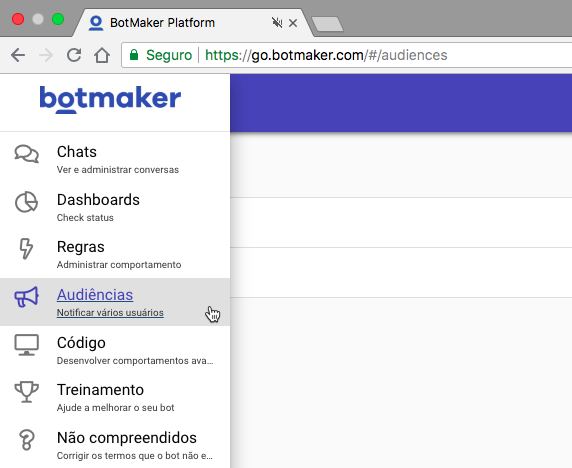 BotMaker Platform
Seguro
https://go.botmaker.com/#/audiences
botmaker
Chats
Ver e administrar conversas
Dashboards
Check status
Regras
Administrar comportamento
Audiências
Notificar vários usuários
Código
Desenvolver comportamentos ava...
Treinamento
Ajude a melhorar o seu bot
Não compreendidos
Corrigir os termos que o bot não e...